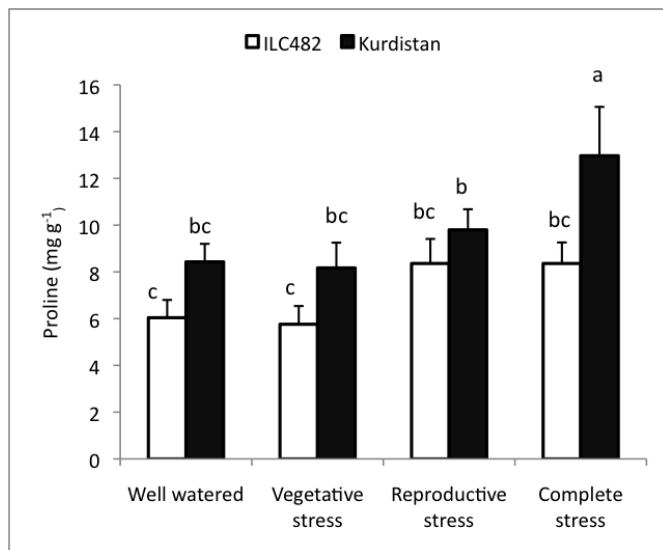 ILC482 Kurdistan
Proline (mg g⁻¹)
16
14
12
10
8
6
4
2
0
c bc c bc bc b bc a
Well watered Vegetative stress Reproductive stress Complete stress